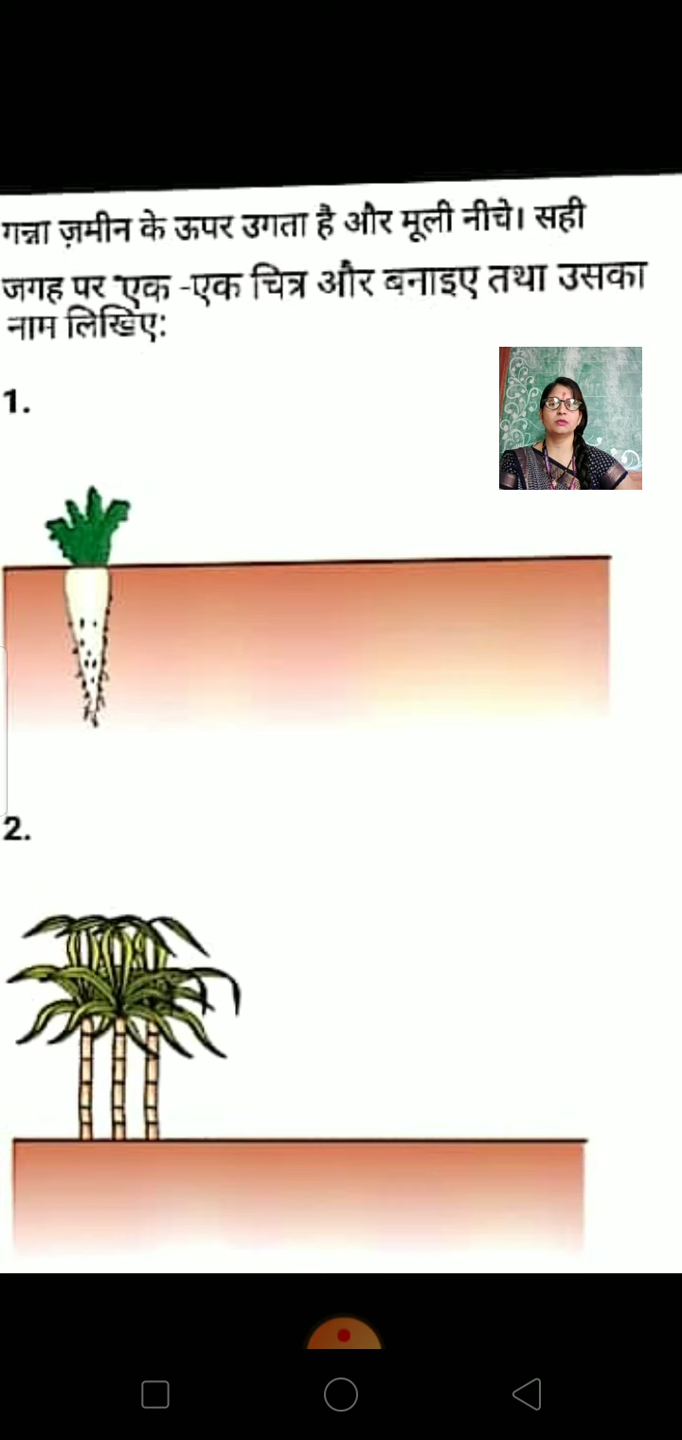 गन्ना ज़मीन के ऊपर उगता है और मूली नीचे। सही
जगह पर एक -एक चित्र और बनाइए तथा उसका
नाम लिखिए:
1.
2.